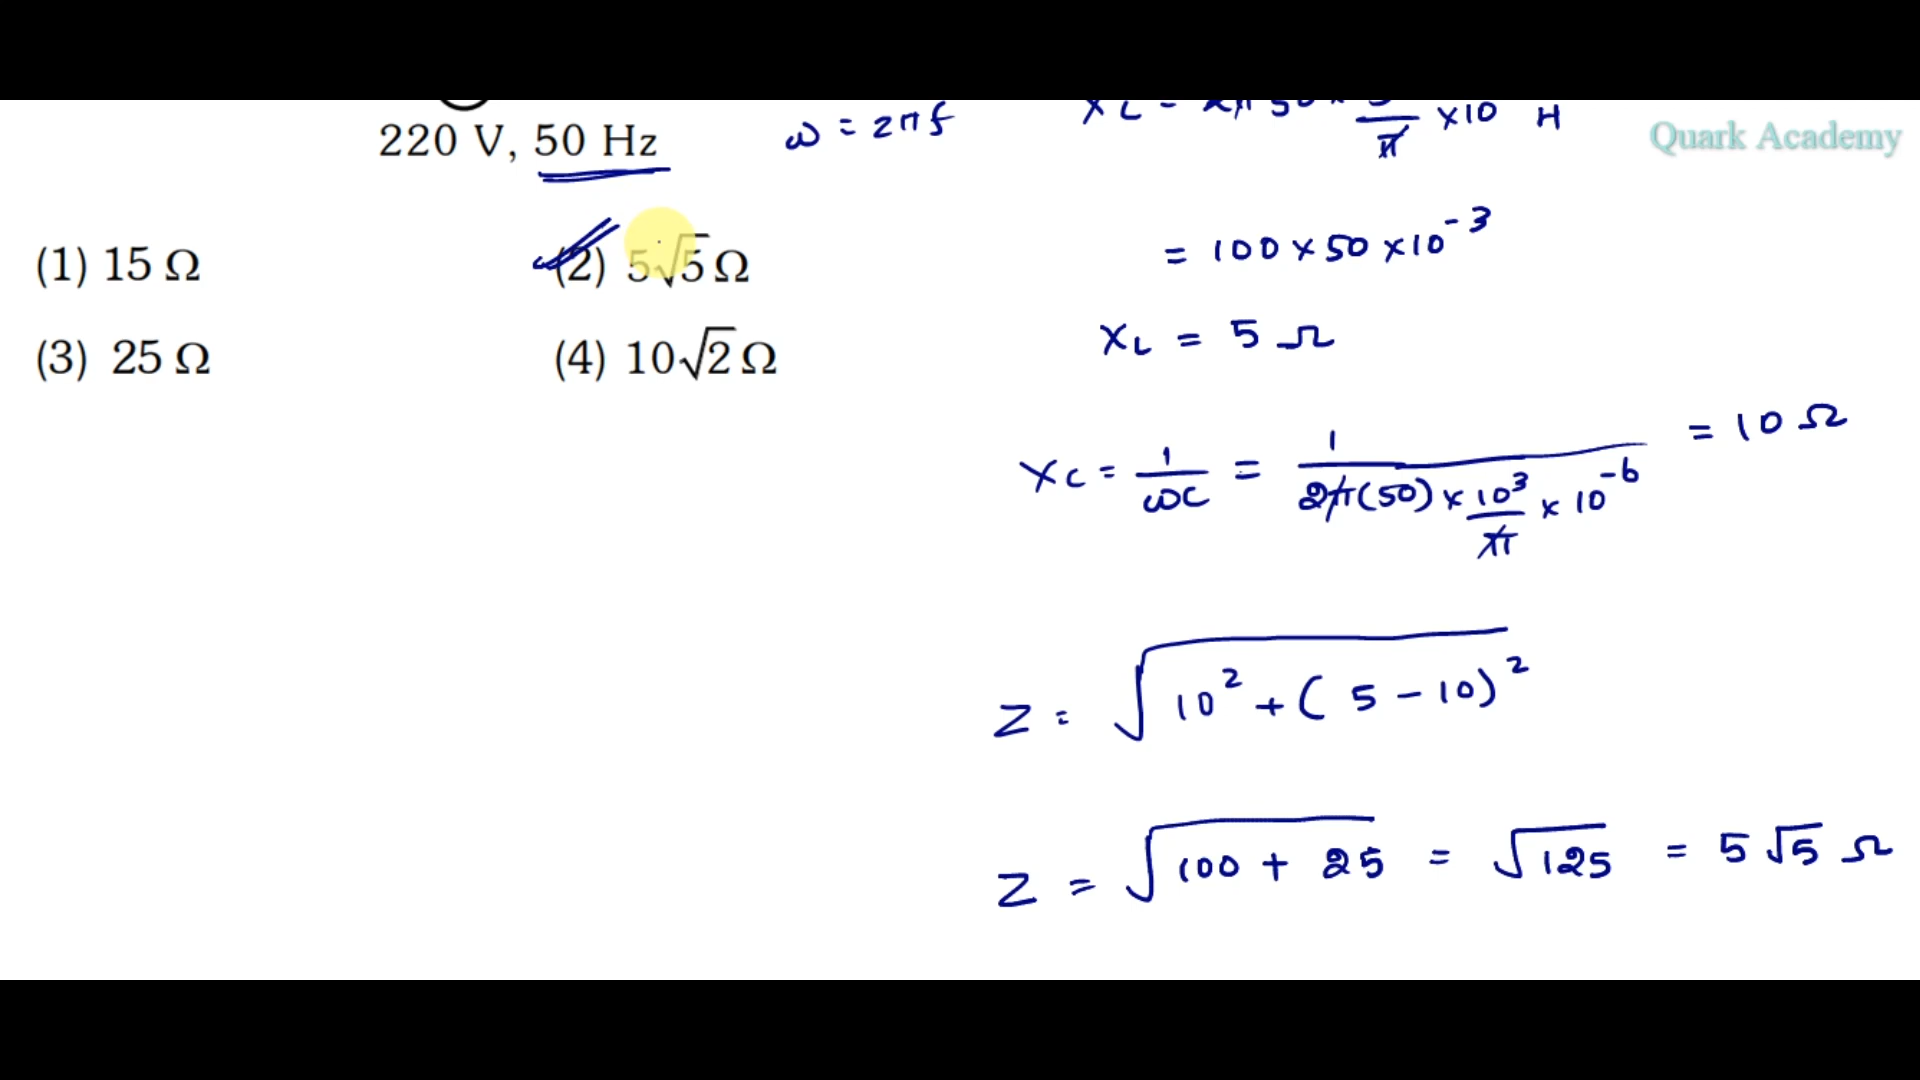 220 V, 50 Hz
ω = 2πf
×10 H
Quark Academy
(1) 15 Ω
(2) 5√5 Ω
(3) 25 Ω
(4) 10√2 Ω
= 100 × 50 × 10⁻³
X_L = 5 Ω
X_C = 1/ωC = 1/(2π(50) × 10³/π × 10⁻⁶) = 10 Ω
Z = √(10² + (5 − 10)²)
Z = √(100 + 25) = √125 = 5√5 Ω